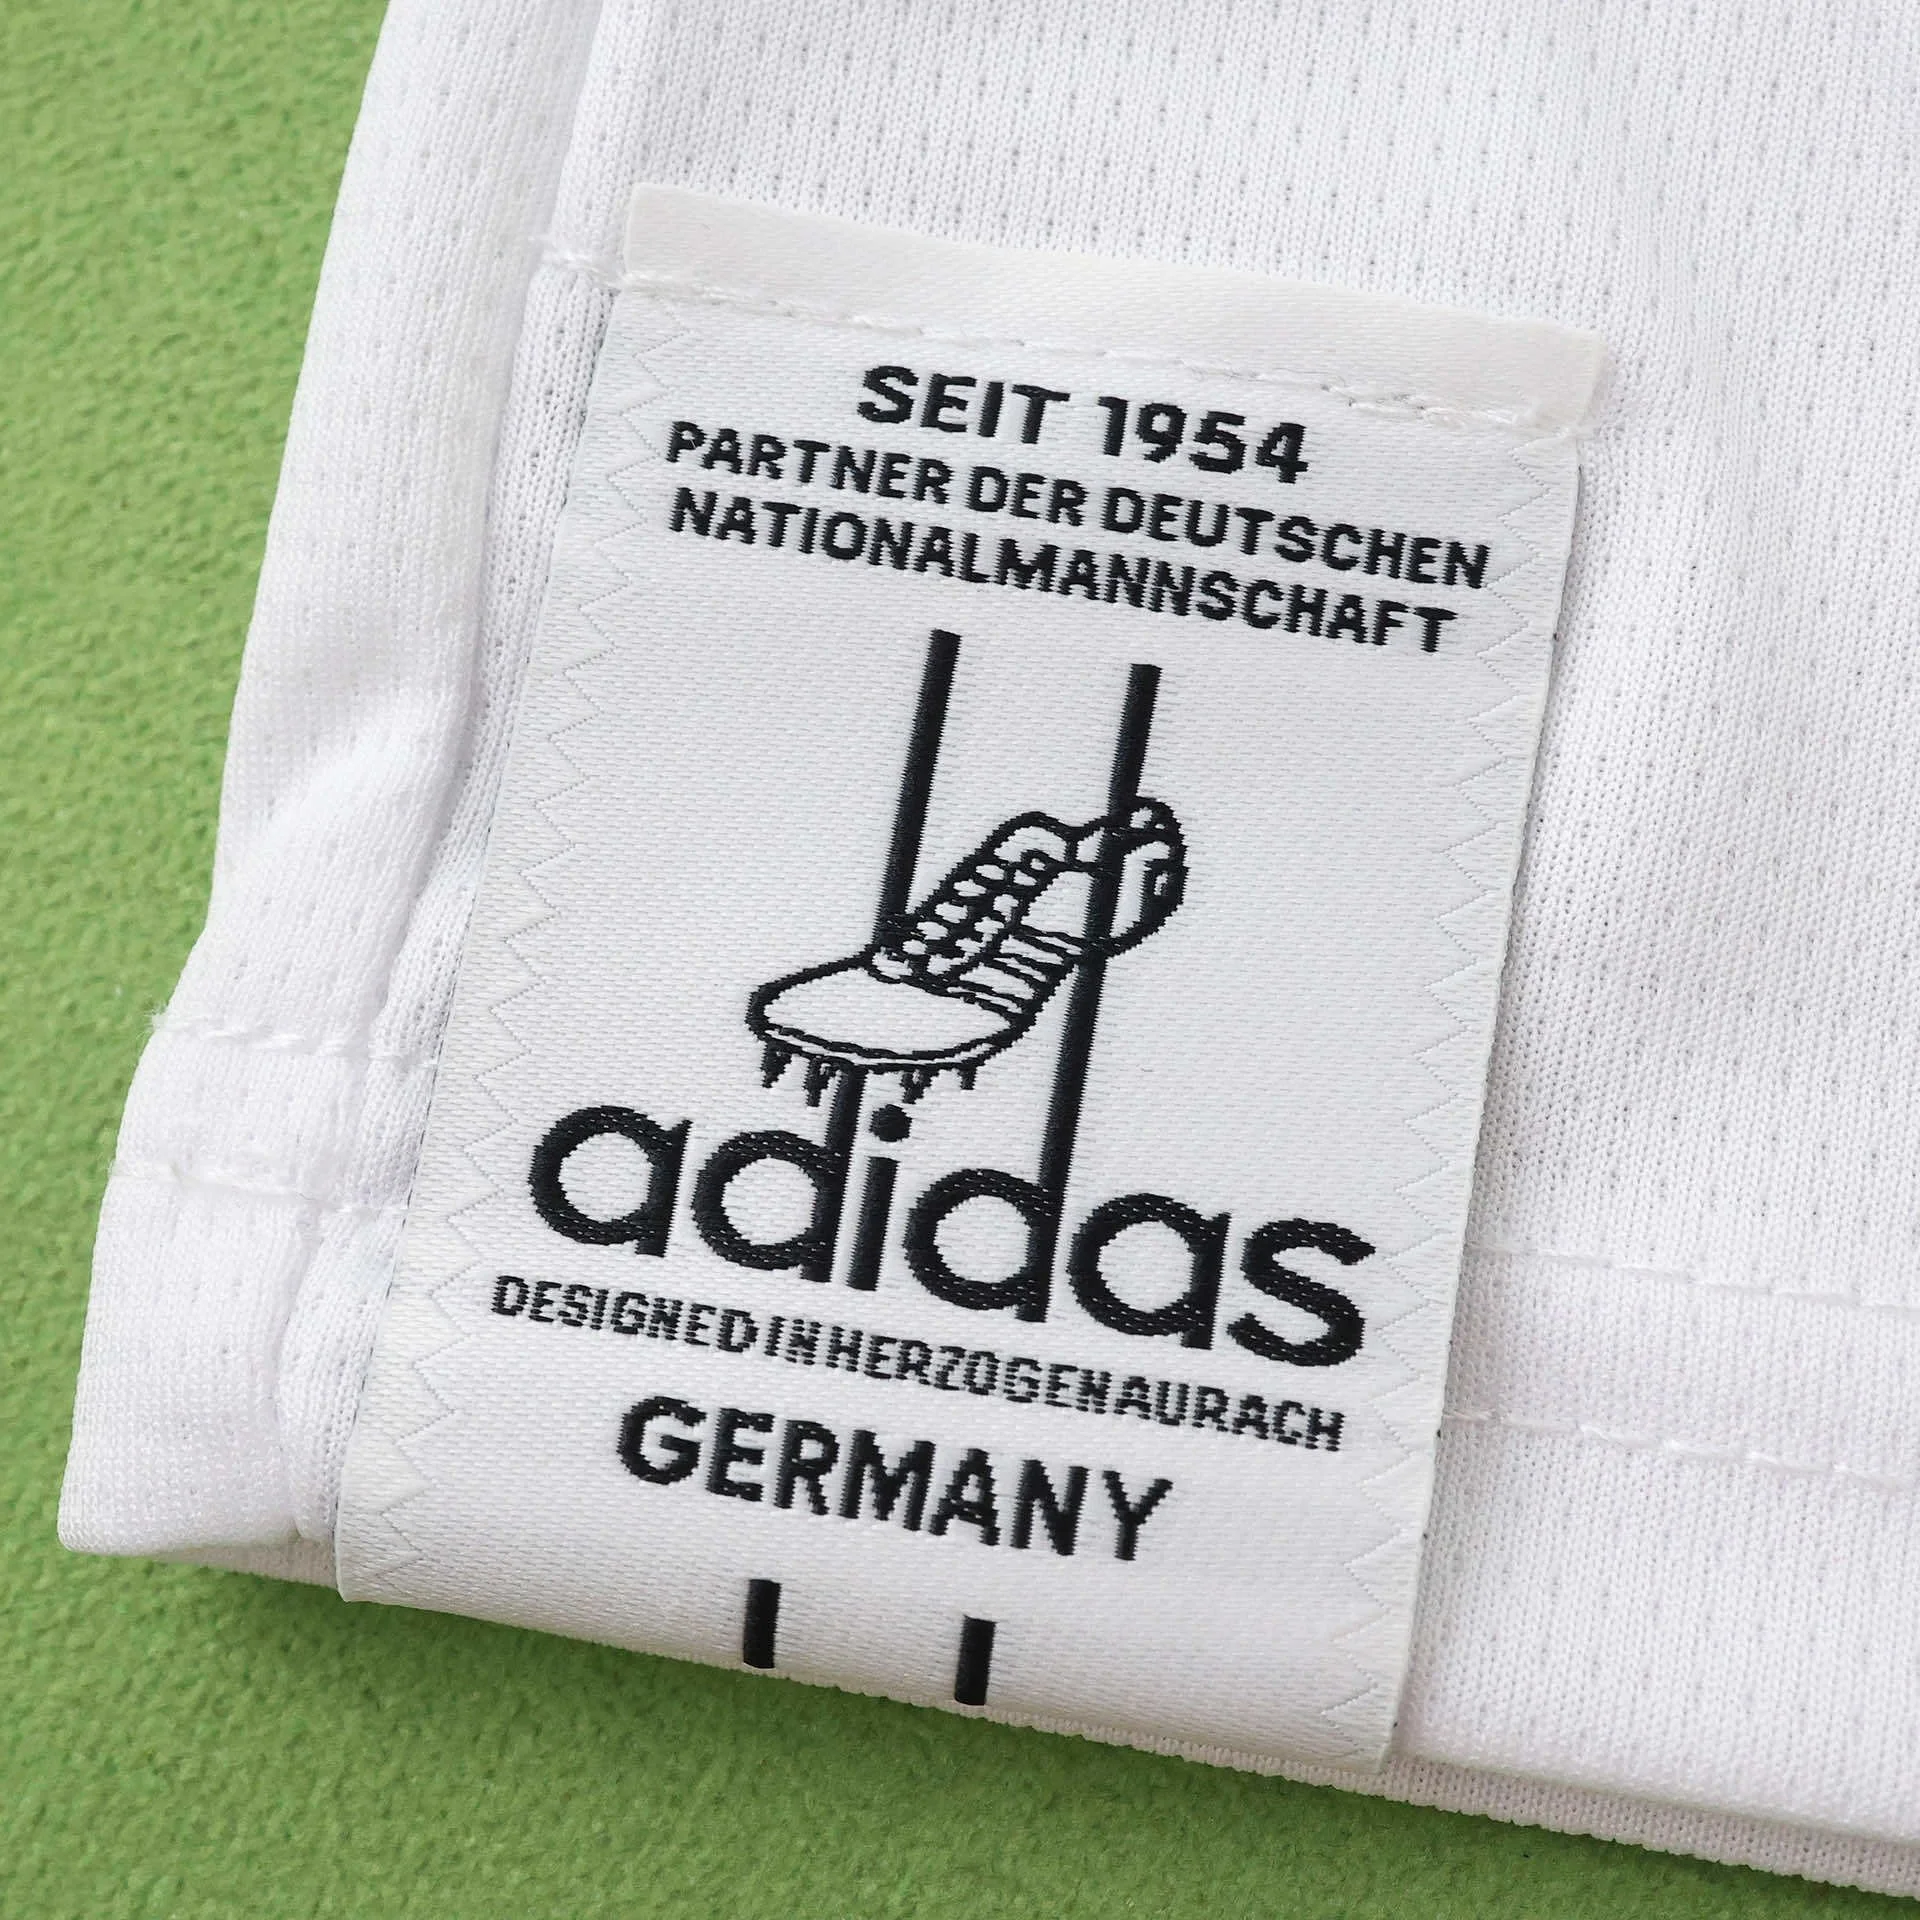 SEIT 1954
PARTNER DER DEUTSCHEN
NATIONALMANNSCHAFT
adidas
DESIGNED IN HERZOGENAURACH
GERMANY